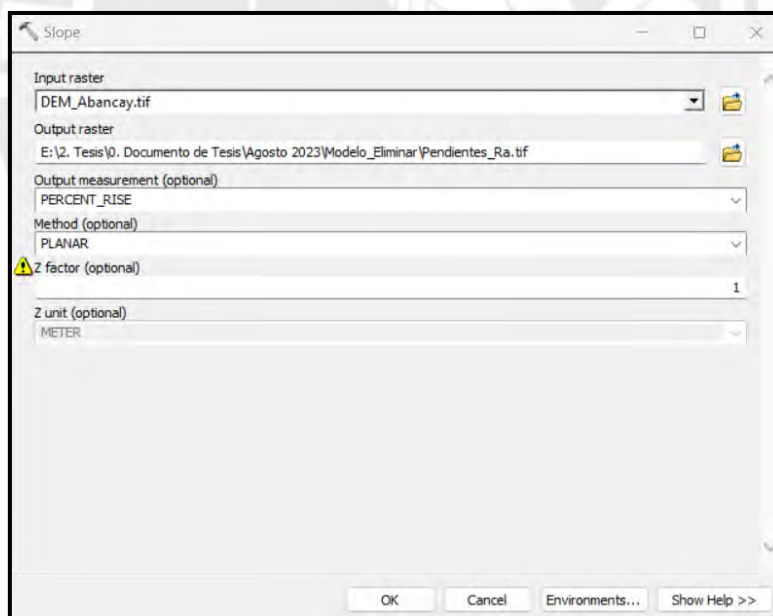 Slope
Input raster
DEM_Abancay.tif
Output raster
E:\2. Tesis\0. Documento de Tesis\Agosto 2023\Modelo_Eliminar\Pendientes_Ra.tif
Output measurement (optional)
PERCENT_RISE
Method (optional)
PLANAR
Z factor (optional)
1
Z unit (optional)
METER
OK Cancel Environments... Show Help >>